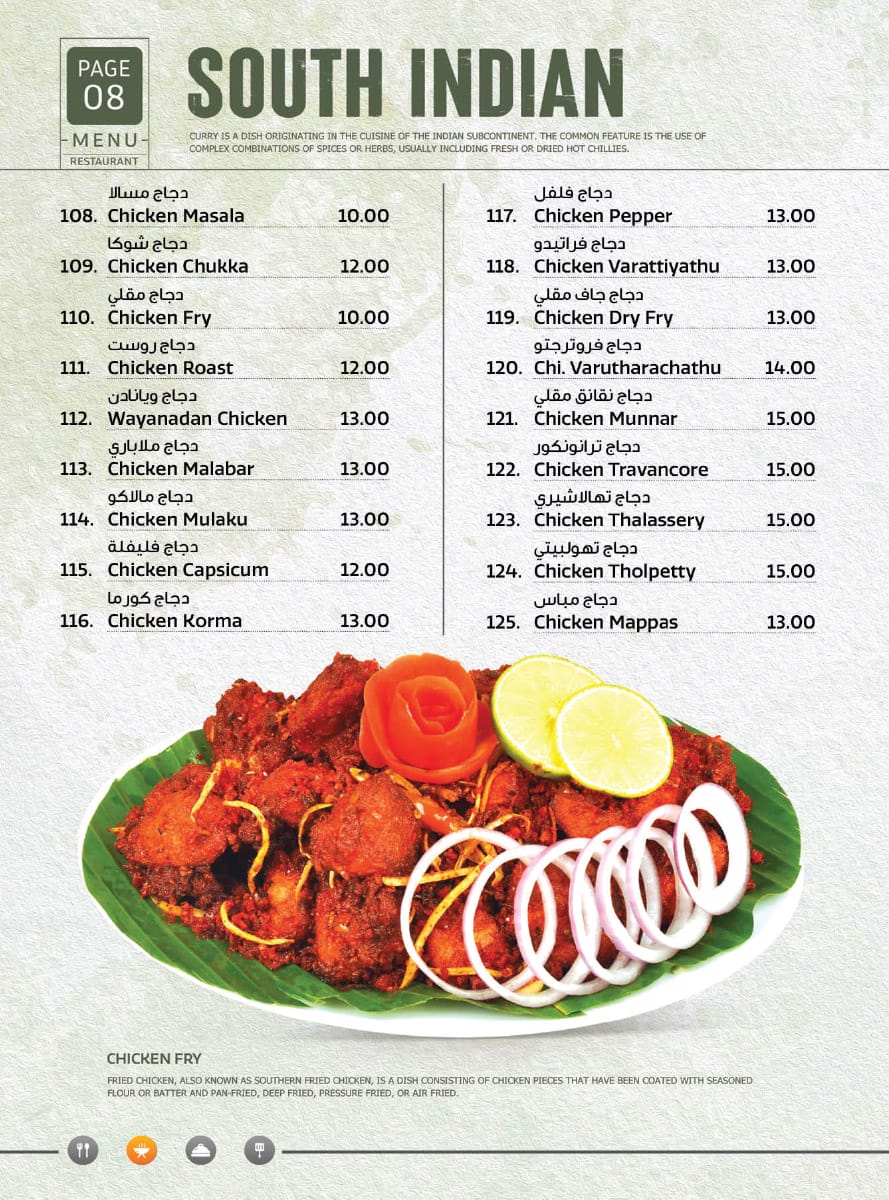 PAGE
08
MENU
RESTAURANT
SOUTH INDIAN
CURRY IS A DISH ORIGINATING IN THE CUISINE OF THE INDIAN SUBCONTINENT. THE COMMON FEATURE IS THE USE OF
COMPLEX COMBINATIONS OF SPICES OR HERBS, USUALLY INCLUDING FRESH OR DRIED HOT CHILLIES.
دجاج مسالا
108. Chicken Masala 10.00
دجاج شوكا
109. Chicken Chukka 12.00
دجاج مقلي
110. Chicken Fry 10.00
دجاج روست
111. Chicken Roast 12.00
دجاج ويانادن
112. Wayanadan Chicken 13.00
دجاج ملاباري
113. Chicken Malabar 13.00
دجاج مالاكو
114. Chicken Mulaku 13.00
دجاج فليفلة
115. Chicken Capsicum 12.00
دجاج كورما
116. Chicken Korma 13.00
دجاج فلفل
117. Chicken Pepper 13.00
دجاج فراتيدو
118. Chicken Varattiyathu 13.00
دجاج جاف مقلي
119. Chicken Dry Fry 13.00
دجاج فروترجتو
120. Chi. Varutharachathu 14.00
دجاج نقانق مقلي
121. Chicken Munnar 15.00
دجاج ترانونكور
122. Chicken Travancore 15.00
دجاج تهالاشيري
123. Chicken Thalassery 15.00
دجاج تهولبيتي
124. Chicken Tholpetty 15.00
دجاج مباس
125. Chicken Mappas 13.00
CHICKEN FRY
FRIED CHICKEN, ALSO KNOWN AS SOUTHERN FRIED CHICKEN, IS A DISH CONSISTING OF CHICKEN PIECES THAT HAVE BEEN COATED WITH SEASONED
FLOUR OR BATTER AND PAN-FRIED, DEEP FRIED, PRESSURE FRIED, OR AIR FRIED.